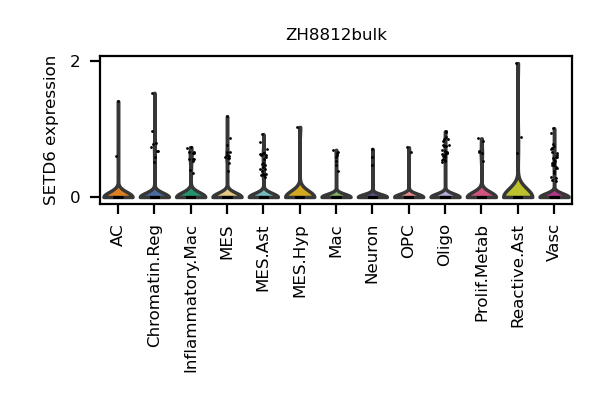 ZH8812bulk
SETD6 expression
2
0
AC
Chromatin.Reg
Inflammatory.Mac
MES
MES.Ast
MES.Hyp
Mac
Neuron
OPC
Oligo
Prolif.Metab
Reactive.Ast
Vasc